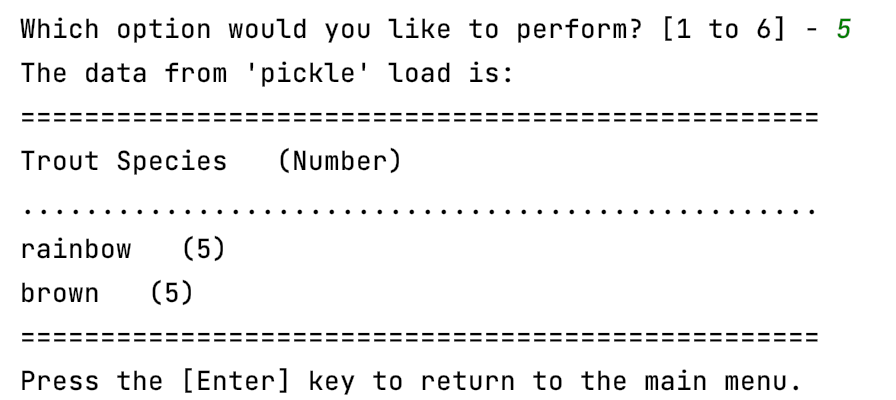 Which option would you like to perform? [1 to 6] - 5
The data from 'pickle' load is:
==================================================
Trout Species   (Number)
..................................................
rainbow   (5)
brown   (5)
==================================================
Press the [Enter] key to return to the main menu.